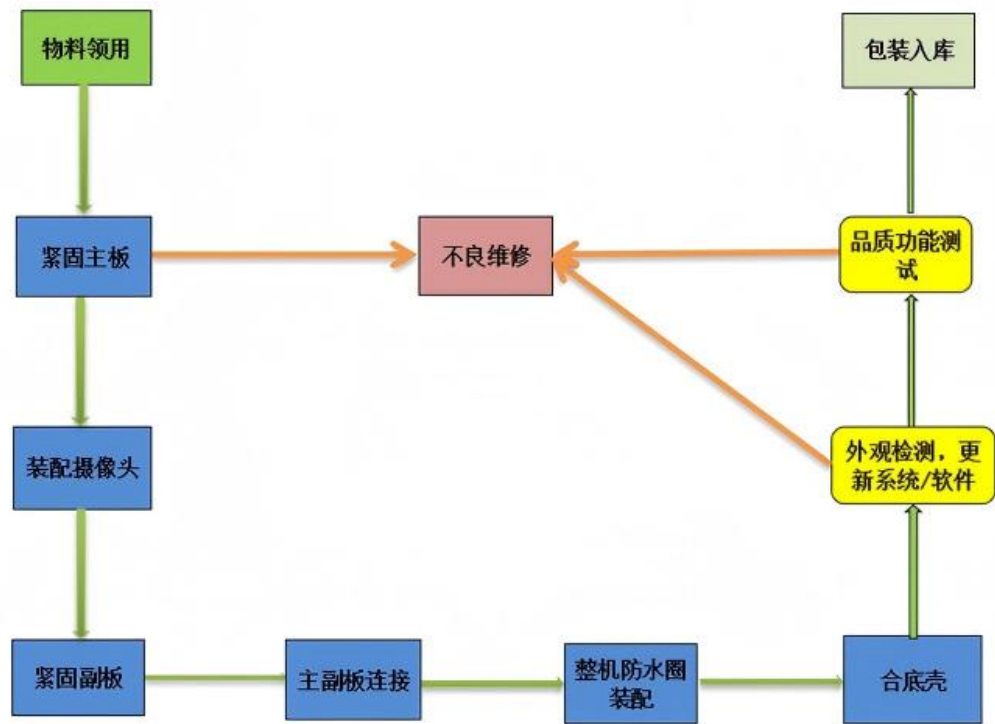 物料领用
包装入库
紧固主板
不良维修
品质功能测
试
装配摄像头
外观检测，更
新系统/软件
紧固副板
主副板连接
整机防水圈
装配
合底壳